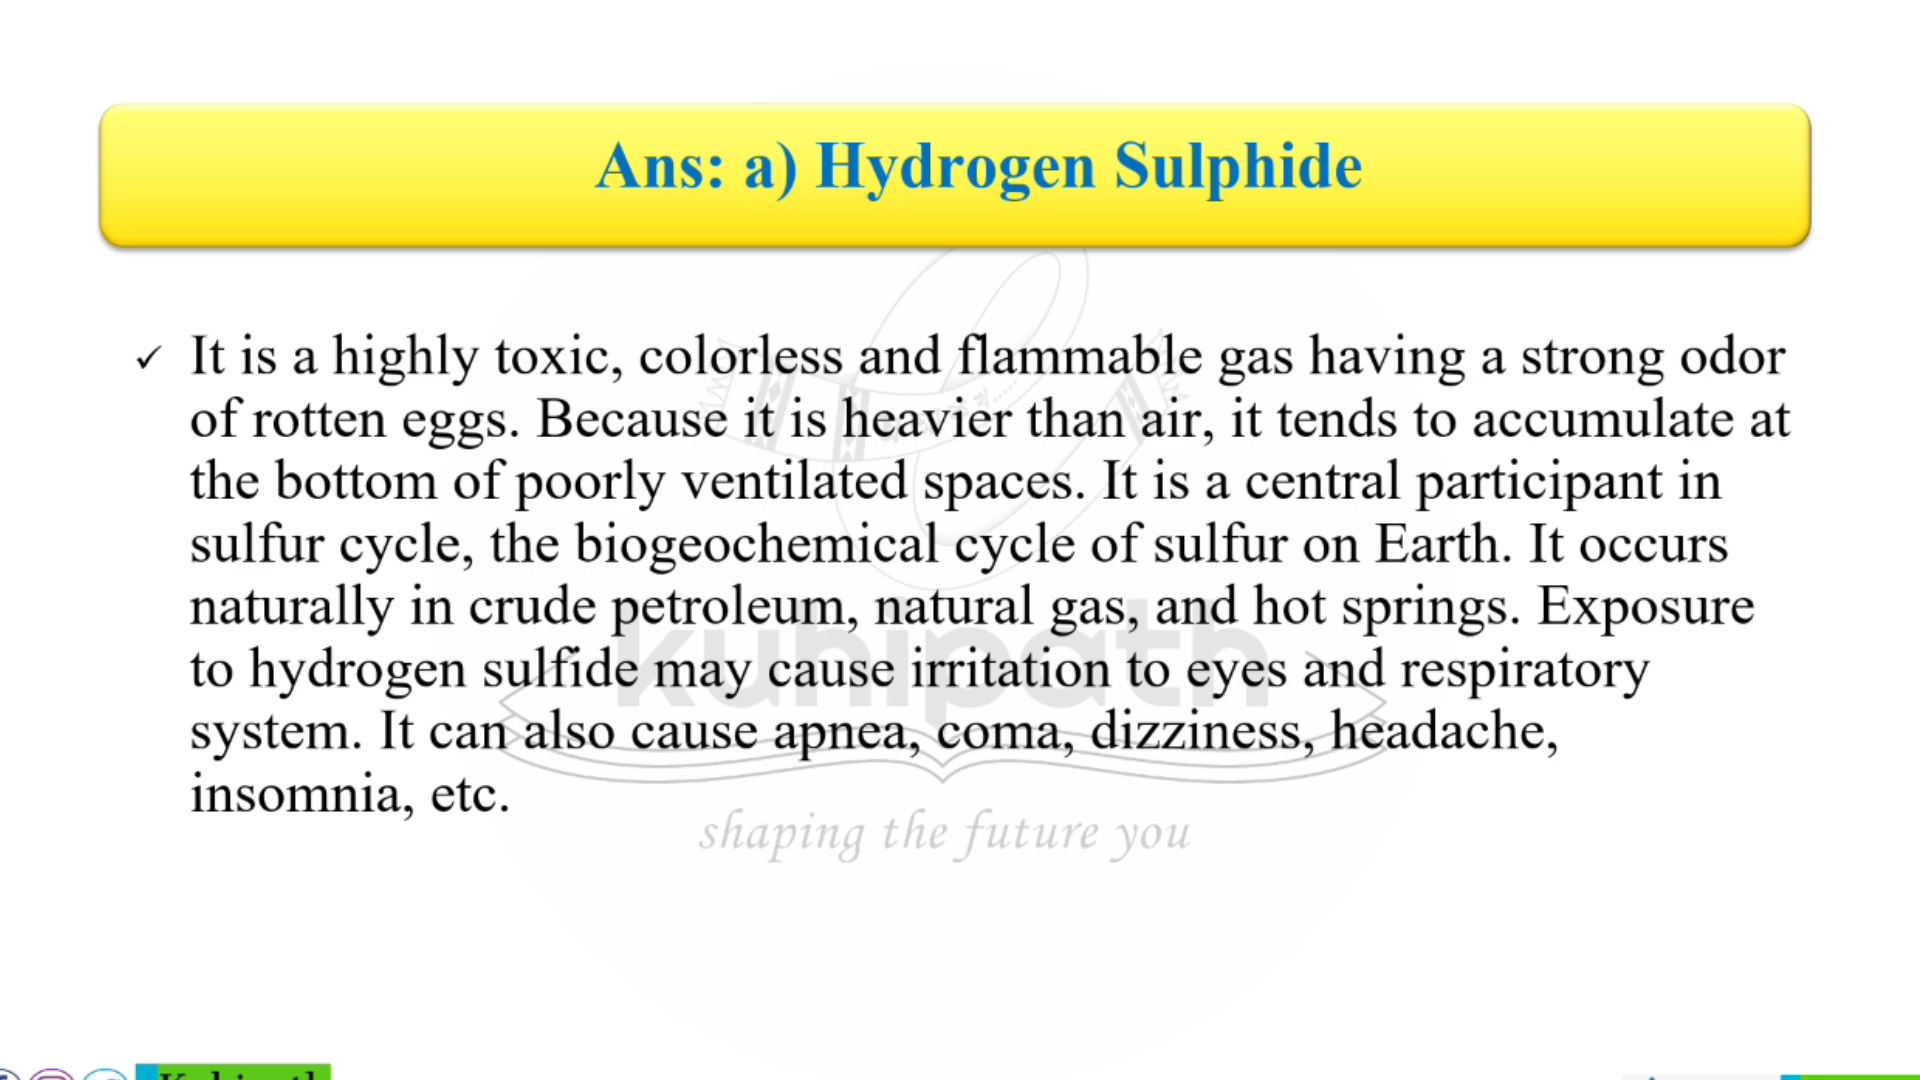 Ans: a) Hydrogen Sulphide
✓ It is a highly toxic, colorless and flammable gas having a strong odor
of rotten eggs. Because it is heavier than air, it tends to accumulate at
the bottom of poorly ventilated spaces. It is a central participant in
sulfur cycle, the biogeochemical cycle of sulfur on Earth. It occurs
naturally in crude petroleum, natural gas, and hot springs. Exposure
to hydrogen sulfide may cause irritation to eyes and respiratory
system. It can also cause apnea, coma, dizziness, headache,
insomnia, etc.
kuhipath
shaping the future you